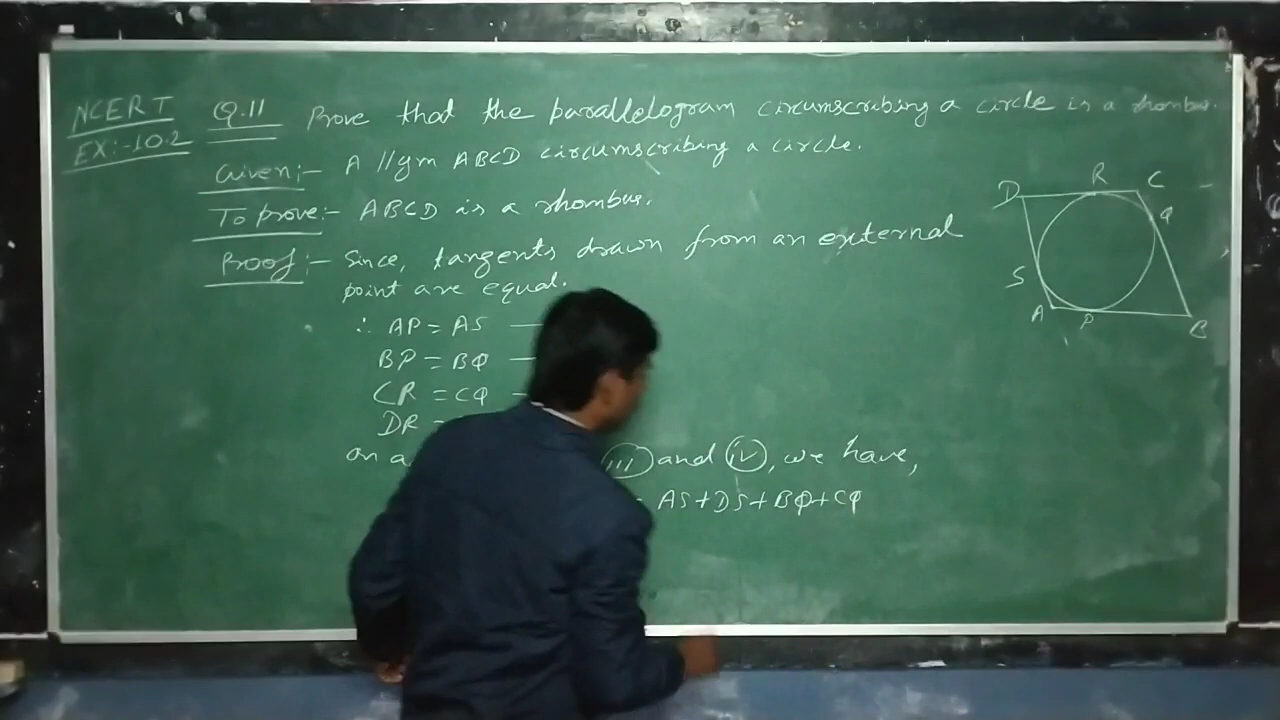 NCERT
EX:-10.2
Q.11 Prove that the parallelogram circumscribing a circle is a rhombus.
Given:- A //gm ABCD circumscribing a circle.
To prove:- ABCD is a rhombus.
Proof:- Since, tangents drawn from an external
point are equal.
∴ AP = AS —
BP = BQ —
CR = CQ -
DR =
on a
III and IV, we have,
AS+DS+BQ+CQ
D R C
Q
S
A P B